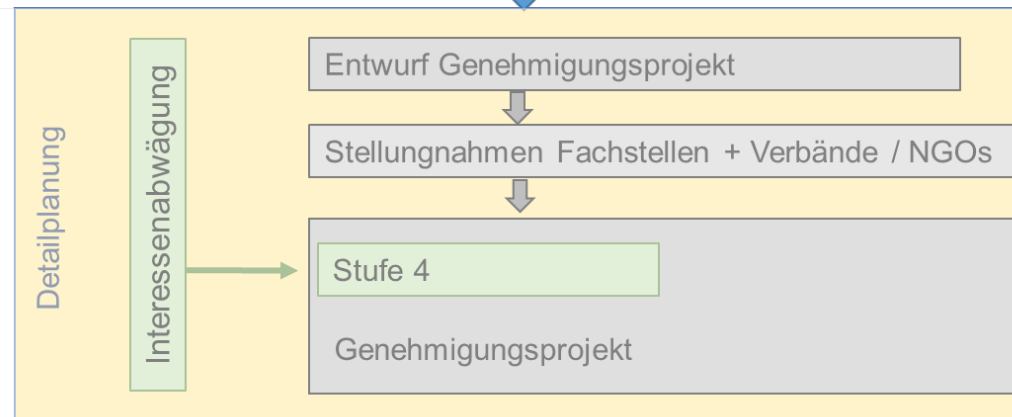 Detailplanung
Interessenabwägung
Entwurf Genehmigungsprojekt
Stellungnahmen Fachstellen + Verbände / NGOs
Stufe 4
Genehmigungsprojekt